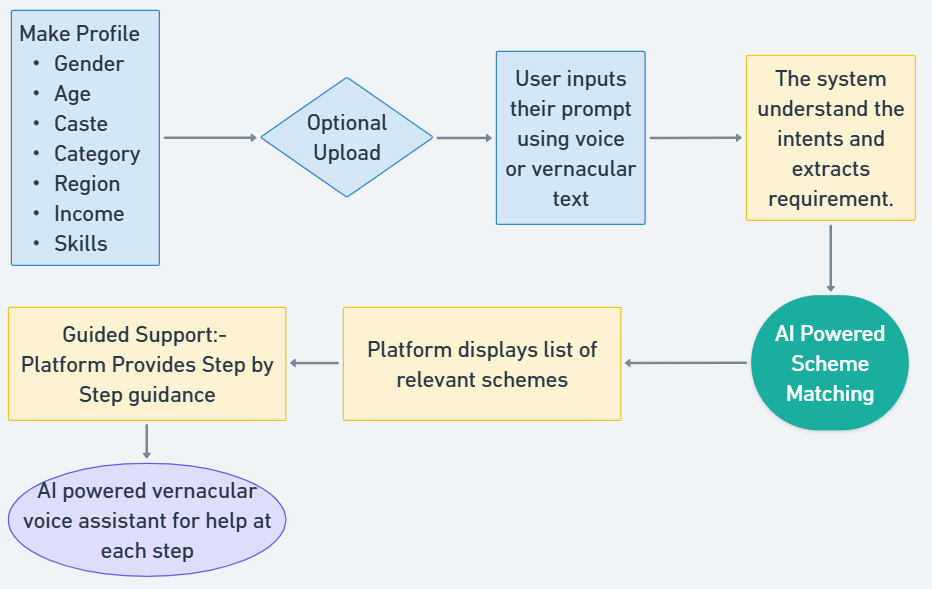 Make Profile
• Gender
• Age
• Caste
• Category
• Region
• Income
• Skills
Optional
Upload
User inputs
their prompt
using voice
or vernacular
text
The system
understand the
intents and
extracts
requirement.
AI Powered
Scheme
Matching
Platform displays list of
relevant schemes
Guided Support:-
Platform Provides Step by
Step guidance
AI powered vernacular
voice assistant for help at
each step